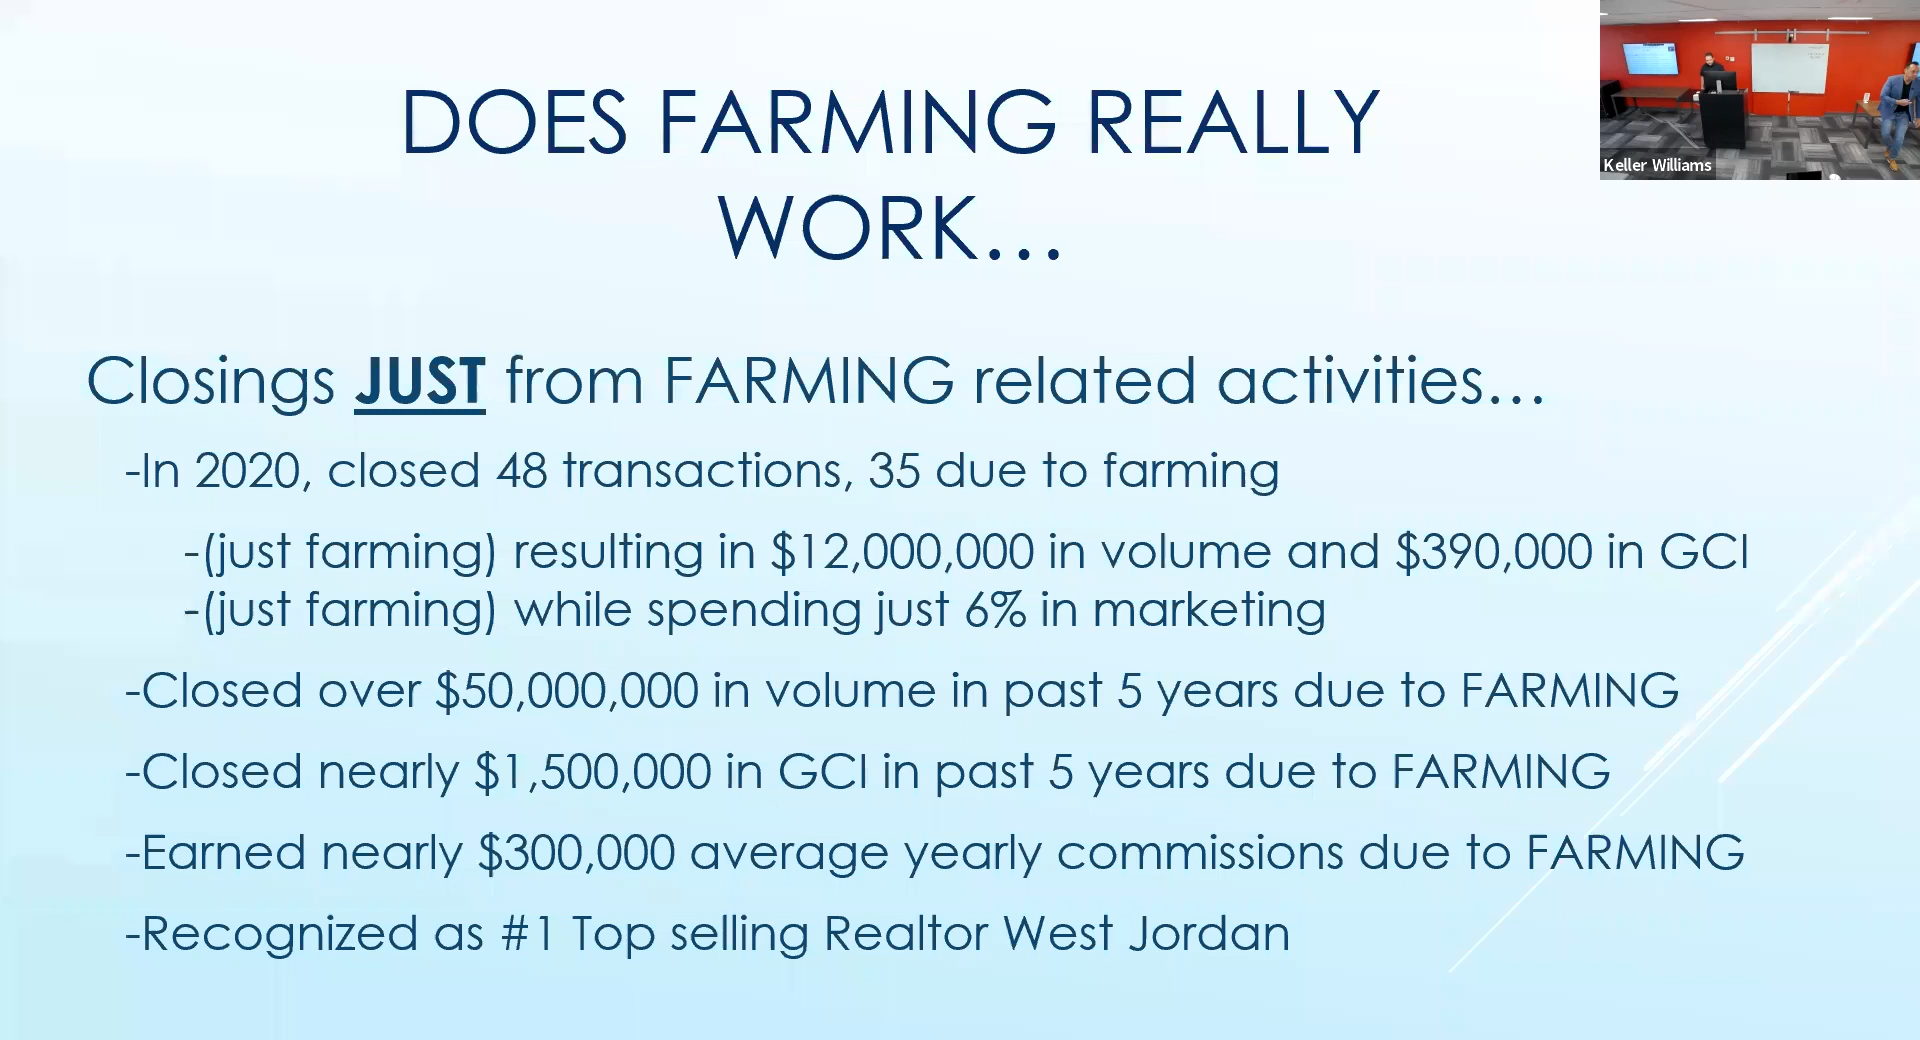 DOES FARMING REALLY
WORK...
Keller Williams
Closings JUST from FARMING related activities...
-In 2020, closed 48 transactions, 35 due to farming
-(just farming) resulting in $12,000,000 in volume and $390,000 in GCI
-(just farming) while spending just 6% in marketing
-Closed over $50,000,000 in volume in past 5 years due to FARMING
-Closed nearly $1,500,000 in GCI in past 5 years due to FARMING
-Earned nearly $300,000 average yearly commissions due to FARMING
-Recognized as #1 Top selling Realtor West Jordan